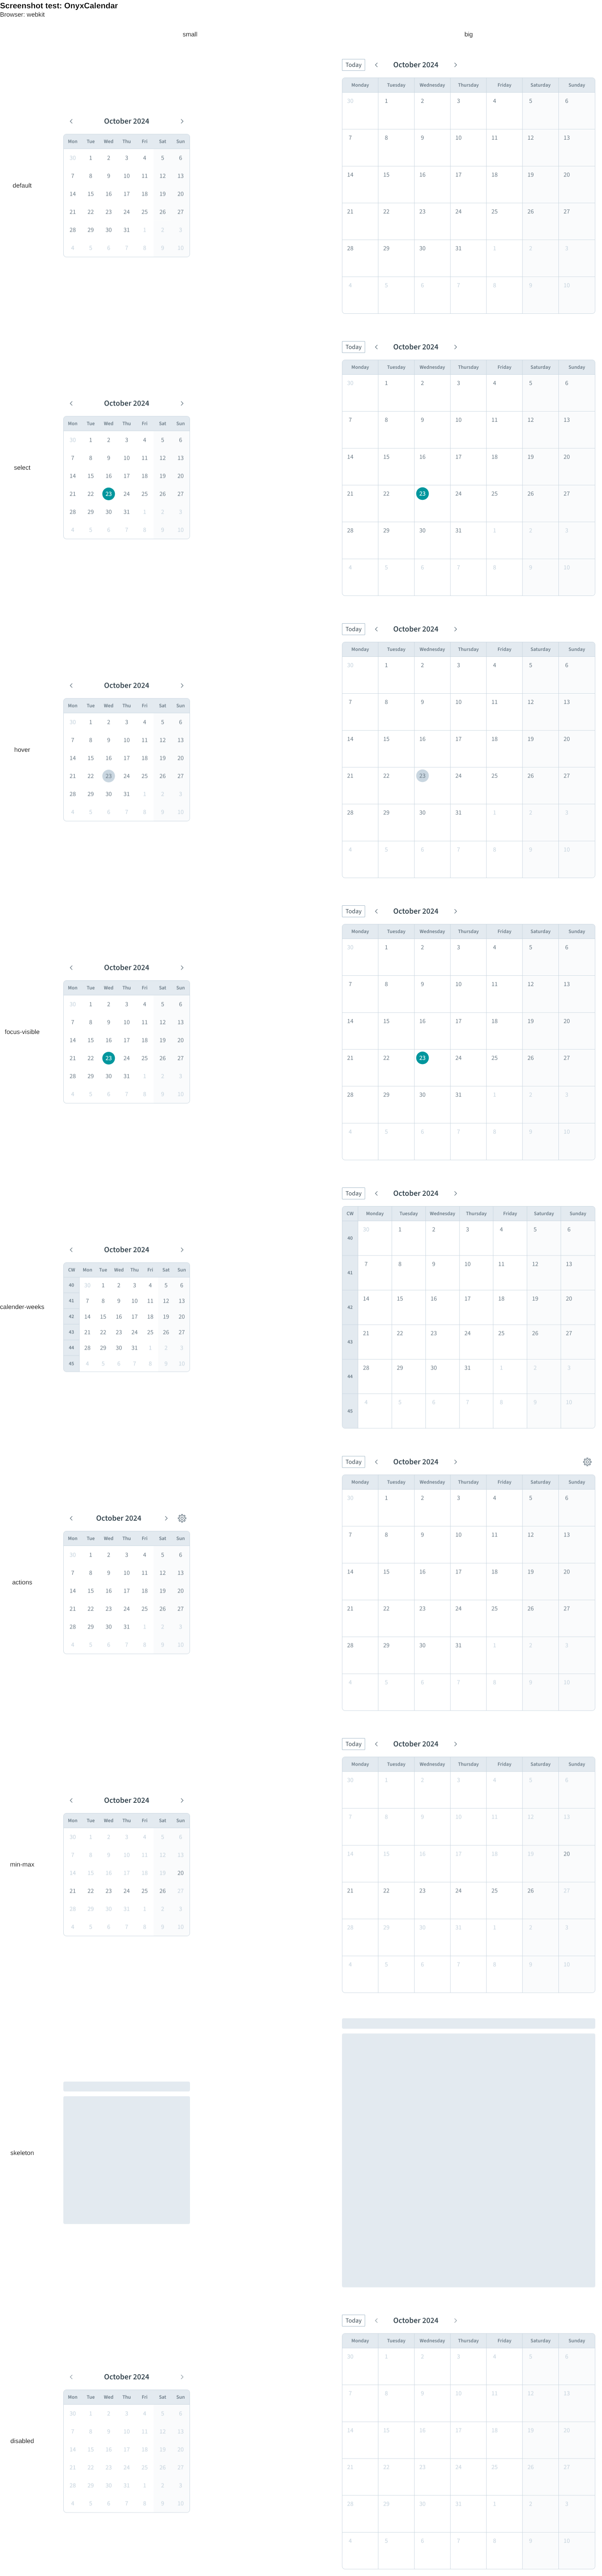 Screenshot test: OnyxCalendar
Browser: webkit
small big
default
October 2024
Mon Tue Wed Thu Fri Sat Sun
30 1 2 3 4 5 6
7 8 9 10 11 12 13
14 15 16 17 18 19 20
21 22 23 24 25 26 27
28 29 30 31 1 2 3
4 5 6 7 8 9 10
Today October 2024
Monday Tuesday Wednesday Thursday Friday Saturday Sunday
30 1 2 3 4 5 6
7 8 9 10 11 12 13
14 15 16 17 18 19 20
21 22 23 24 25 26 27
28 29 30 31 1 2 3
4 5 6 7 8 9 10
select
October 2024
Mon Tue Wed Thu Fri Sat Sun
30 1 2 3 4 5 6
7 8 9 10 11 12 13
14 15 16 17 18 19 20
21 22 23 24 25 26 27
28 29 30 31 1 2 3
4 5 6 7 8 9 10
Today October 2024
Monday Tuesday Wednesday Thursday Friday Saturday Sunday
30 1 2 3 4 5 6
7 8 9 10 11 12 13
14 15 16 17 18 19 20
21 22 23 24 25 26 27
28 29 30 31 1 2 3
4 5 6 7 8 9 10
hover
October 2024
Mon Tue Wed Thu Fri Sat Sun
30 1 2 3 4 5 6
7 8 9 10 11 12 13
14 15 16 17 18 19 20
21 22 23 24 25 26 27
28 29 30 31 1 2 3
4 5 6 7 8 9 10
Today October 2024
Monday Tuesday Wednesday Thursday Friday Saturday Sunday
30 1 2 3 4 5 6
7 8 9 10 11 12 13
14 15 16 17 18 19 20
21 22 23 24 25 26 27
28 29 30 31 1 2 3
4 5 6 7 8 9 10
focus-visible
October 2024
Mon Tue Wed Thu Fri Sat Sun
30 1 2 3 4 5 6
7 8 9 10 11 12 13
14 15 16 17 18 19 20
21 22 23 24 25 26 27
28 29 30 31 1 2 3
4 5 6 7 8 9 10
Today October 2024
Monday Tuesday Wednesday Thursday Friday Saturday Sunday
30 1 2 3 4 5 6
7 8 9 10 11 12 13
14 15 16 17 18 19 20
21 22 23 24 25 26 27
28 29 30 31 1 2 3
4 5 6 7 8 9 10
calender-weeks
October 2024
CW Mon Tue Wed Thu Fri Sat Sun
40 30 1 2 3 4 5 6
41 7 8 9 10 11 12 13
42 14 15 16 17 18 19 20
43 21 22 23 24 25 26 27
44 28 29 30 31 1 2 3
45 4 5 6 7 8 9 10
Today October 2024
CW Monday Tuesday Wednesday Thursday Friday Saturday Sunday
40 30 1 2 3 4 5 6
41 7 8 9 10 11 12 13
42 14 15 16 17 18 19 20
43 21 22 23 24 25 26 27
44 28 29 30 31 1 2 3
45 4 5 6 7 8 9 10
actions
October 2024
Mon Tue Wed Thu Fri Sat Sun
30 1 2 3 4 5 6
7 8 9 10 11 12 13
14 15 16 17 18 19 20
21 22 23 24 25 26 27
28 29 30 31 1 2 3
4 5 6 7 8 9 10
Today October 2024
Monday Tuesday Wednesday Thursday Friday Saturday Sunday
30 1 2 3 4 5 6
7 8 9 10 11 12 13
14 15 16 17 18 19 20
21 22 23 24 25 26 27
28 29 30 31 1 2 3
4 5 6 7 8 9 10
min-max
October 2024
Mon Tue Wed Thu Fri Sat Sun
30 1 2 3 4 5 6
7 8 9 10 11 12 13
14 15 16 17 18 19 20
21 22 23 24 25 26 27
28 29 30 31 1 2 3
4 5 6 7 8 9 10
Today October 2024
Monday Tuesday Wednesday Thursday Friday Saturday Sunday
30 1 2 3 4 5 6
7 8 9 10 11 12 13
14 15 16 17 18 19 20
21 22 23 24 25 26 27
28 29 30 31 1 2 3
4 5 6 7 8 9 10
skeleton
disabled
October 2024
Mon Tue Wed Thu Fri Sat Sun
30 1 2 3 4 5 6
7 8 9 10 11 12 13
14 15 16 17 18 19 20
21 22 23 24 25 26 27
28 29 30 31 1 2 3
4 5 6 7 8 9 10
Today October 2024
Monday Tuesday Wednesday Thursday Friday Saturday Sunday
30 1 2 3 4 5 6
7 8 9 10 11 12 13
14 15 16 17 18 19 20
21 22 23 24 25 26 27
28 29 30 31 1 2 3
4 5 6 7 8 9 10